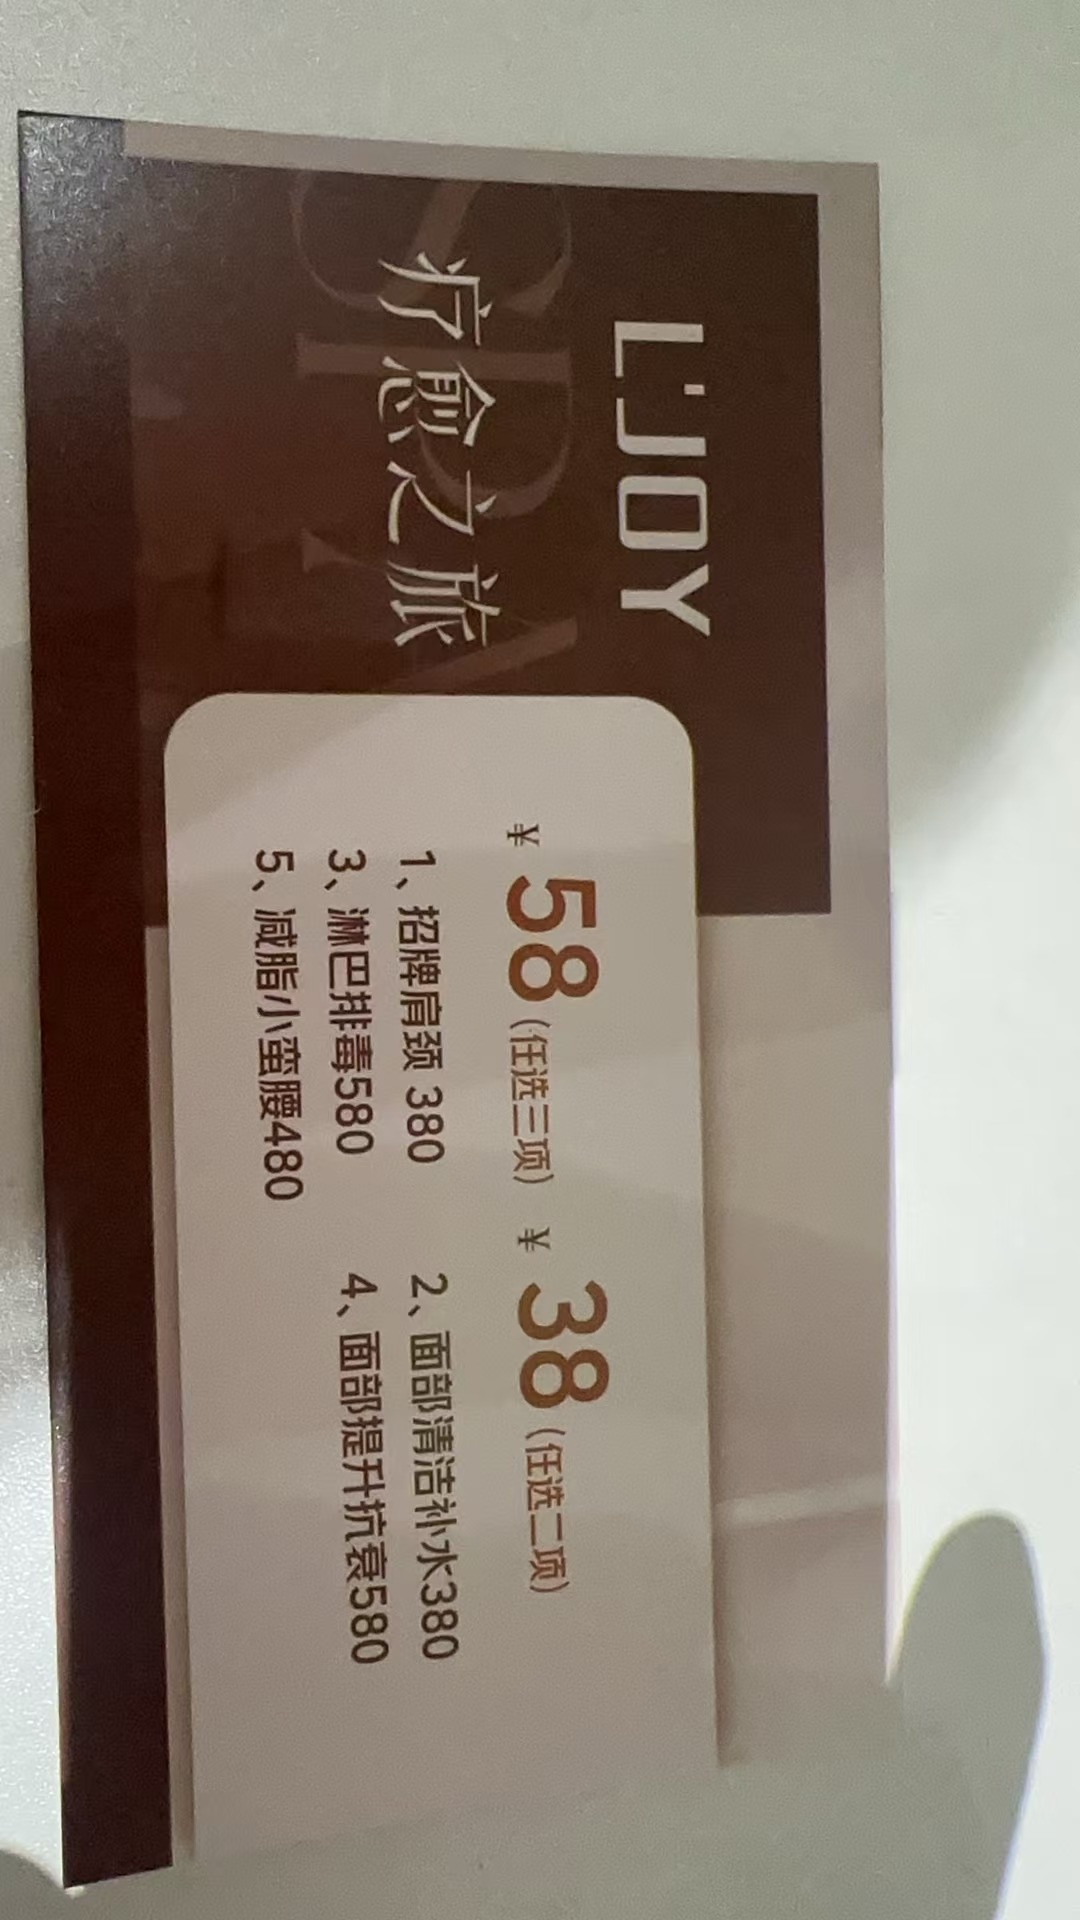 L'JOY
SPA
疗愈之旅
¥ 58（任选三项） ¥ 38（任选二项）
1、招牌肩颈 380 2、面部清洁补水380
3、淋巴排毒580 4、面部提升抗衰580
5、减脂小蛮腰480